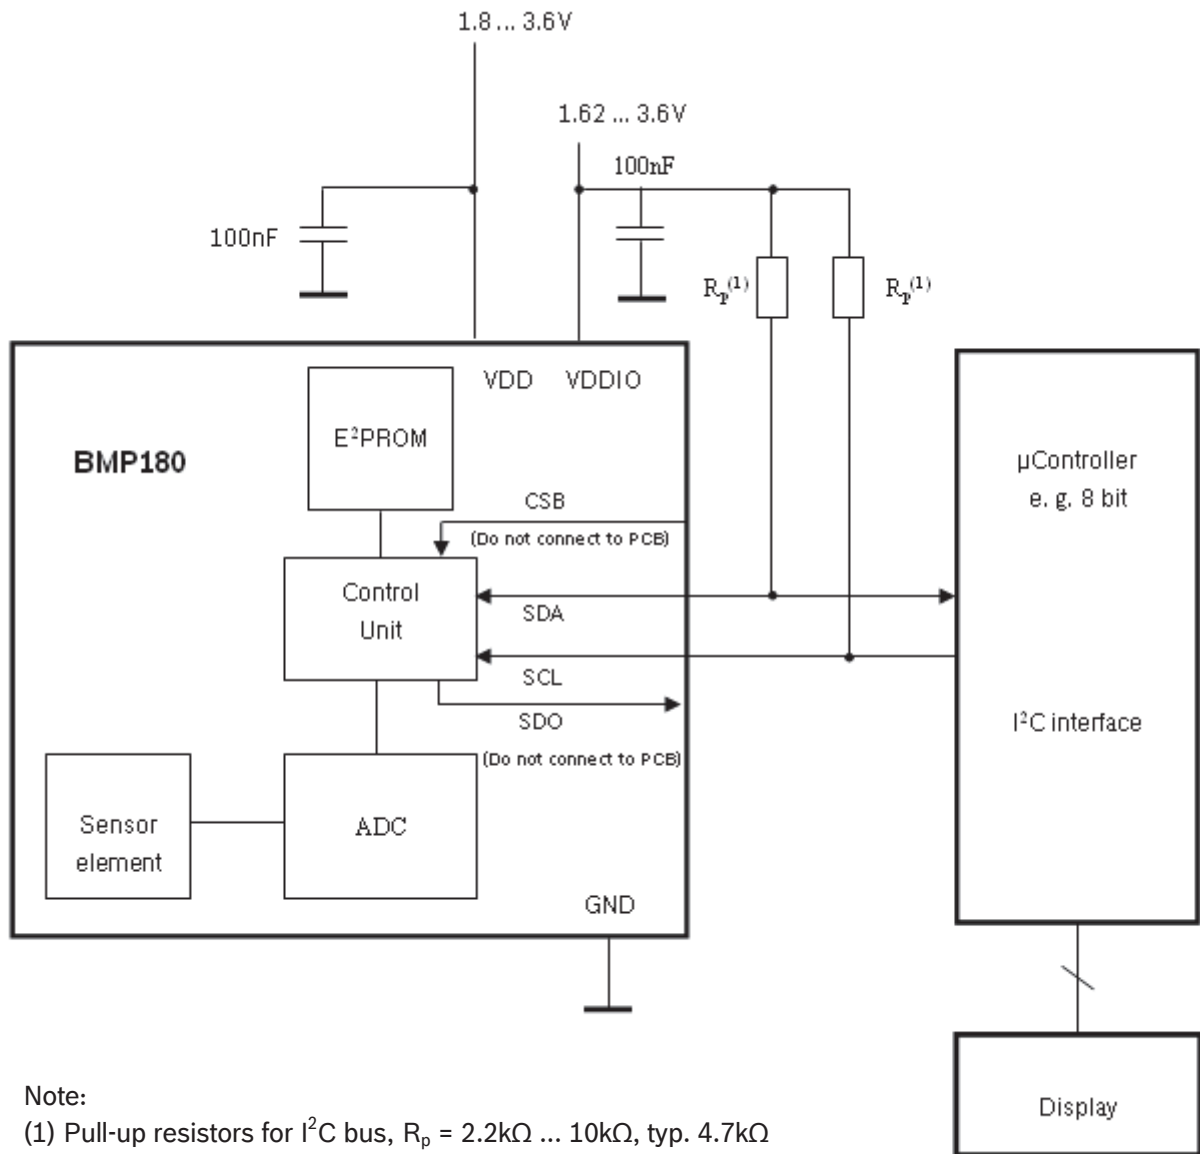 1.8 ... 3.6V
1.62 ... 3.6V
100nF
100nF
Rₚ⁽¹⁾
Rₚ⁽¹⁾
VDD
VDDIO
E²PROM
BMP180
µController
e. g. 8 bit
CSB
(Do not connect to PCB)
Control
Unit
SDA
SCL
SDO
(Do not connect to PCB)
I²C interface
Sensor
element
ADC
GND
Display
Note:
(1) Pull-up resistors for I²C bus, Rₚ = 2.2kΩ ... 10kΩ, typ. 4.7kΩ